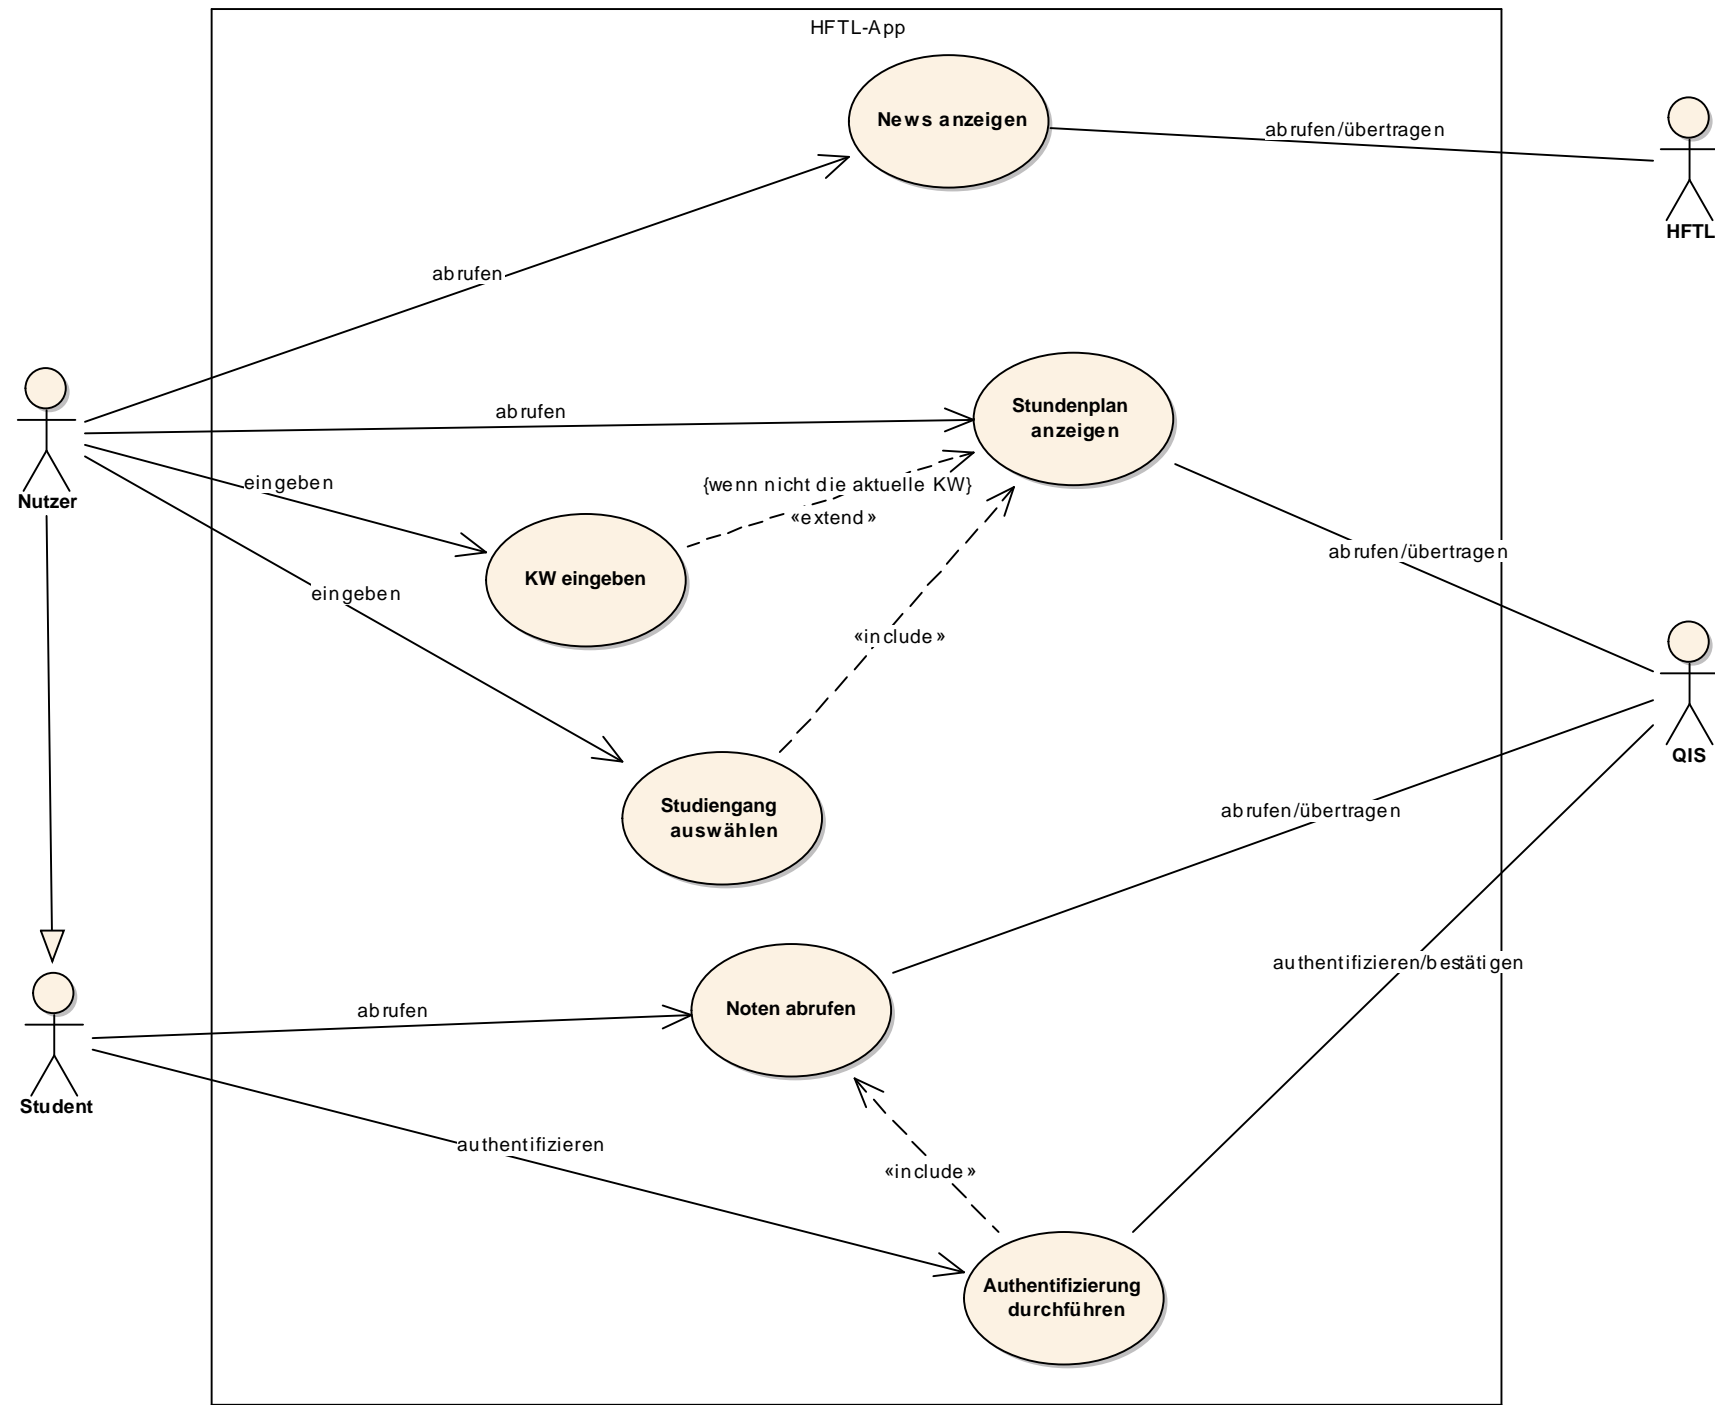 HFTL-App
News anzeigen
abrufen/übertragen
HFTL
abrufen
Nutzer
abrufen
Stundenplan
anzeigen
eingeben
{wenn nicht die aktuelle KW}
«extend»
KW eingeben
abrufen/übertragen
eingeben
«include»
QIS
Studiengang
auswählen
abrufen/übertragen
authentifizieren/bestätigen
abrufen
Noten abrufen
Student
authentifizieren
«include»
Authentifizierung
durchführen